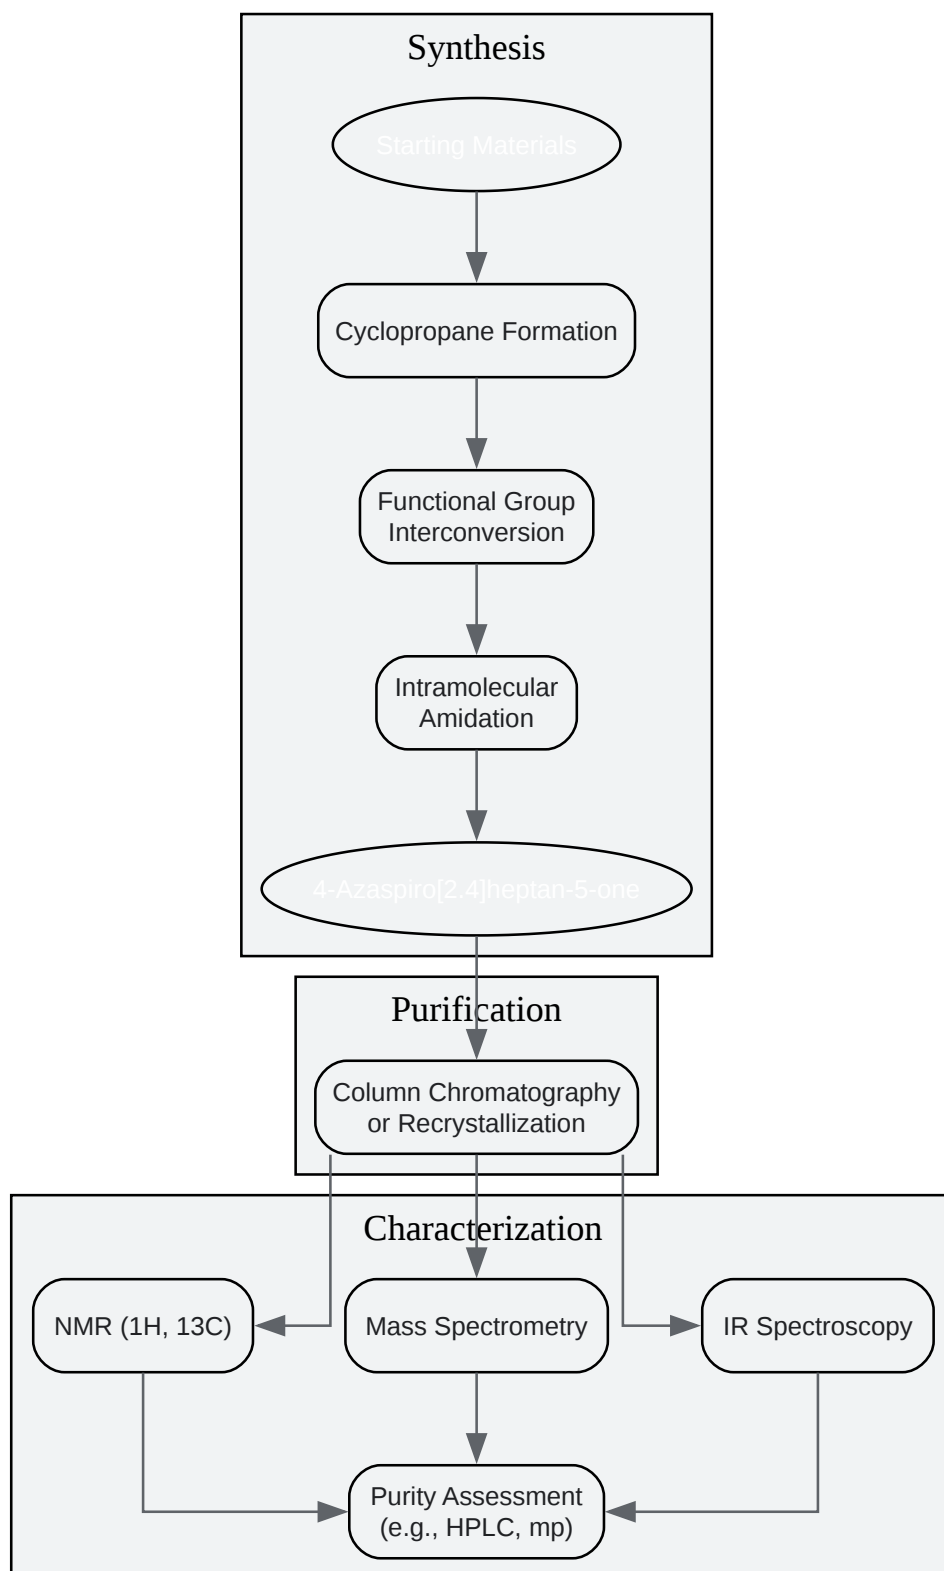 Synthesis
Starting Materials
Cyclopropane Formation
Functional Group
Interconversion
Intramolecular
Amidation
4-Azaspiro[2.4]heptan-5-one
Purification
Column Chromatography
or Recrystallization
Characterization
NMR (1H, 13C)
Mass Spectrometry
IR Spectroscopy
Purity Assessment
(e.g., HPLC, mp)